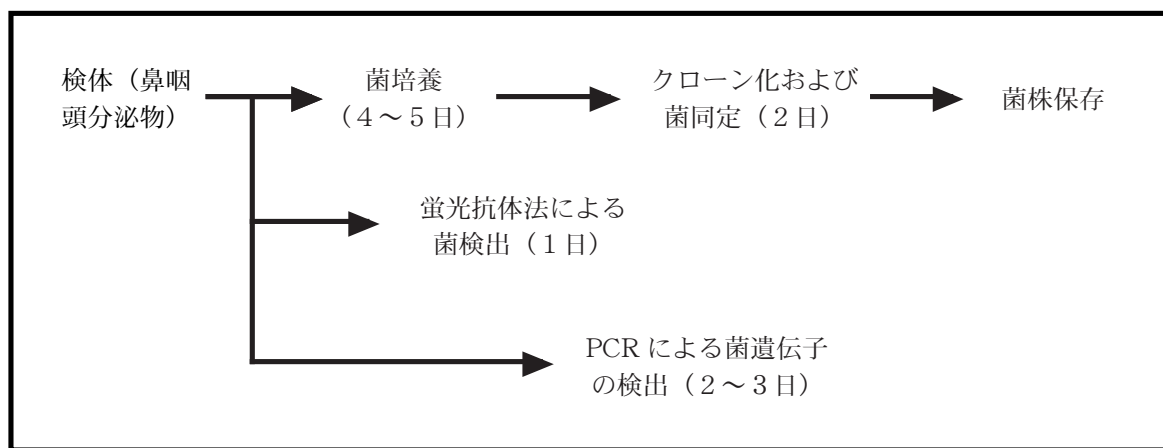 検体（鼻咽
頭分泌物）
菌培養
（４〜５日）
クローン化および
菌同定（２日）
菌株保存
蛍光抗体法による
菌検出（１日）
PCR による菌遺伝子
の検出（２〜３日）